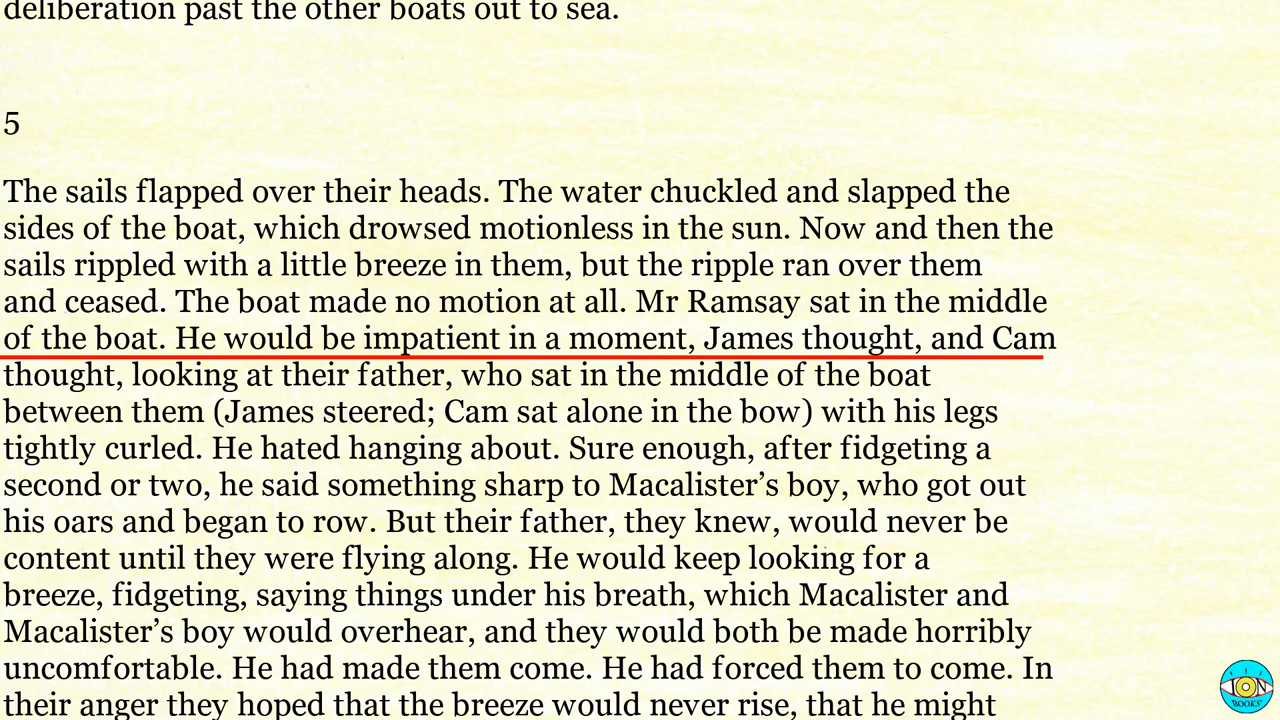 deliberation past the other boats out to sea.
5
The sails flapped over their heads. The water chuckled and slapped the
sides of the boat, which drowsed motionless in the sun. Now and then the
sails rippled with a little breeze in them, but the ripple ran over them
and ceased. The boat made no motion at all. Mr Ramsay sat in the middle
of the boat. He would be impatient in a moment, James thought, and Cam
thought, looking at their father, who sat in the middle of the boat
between them (James steered; Cam sat alone in the bow) with his legs
tightly curled. He hated hanging about. Sure enough, after fidgeting a
second or two, he said something sharp to Macalister’s boy, who got out
his oars and began to row. But their father, they knew, would never be
content until they were flying along. He would keep looking for a
breeze, fidgeting, saying things under his breath, which Macalister and
Macalister’s boy would overhear, and they would both be made horribly
uncomfortable. He had made them come. He had forced them to come. In
their anger they hoped that the breeze would never rise, that he might
ION
BOOKS